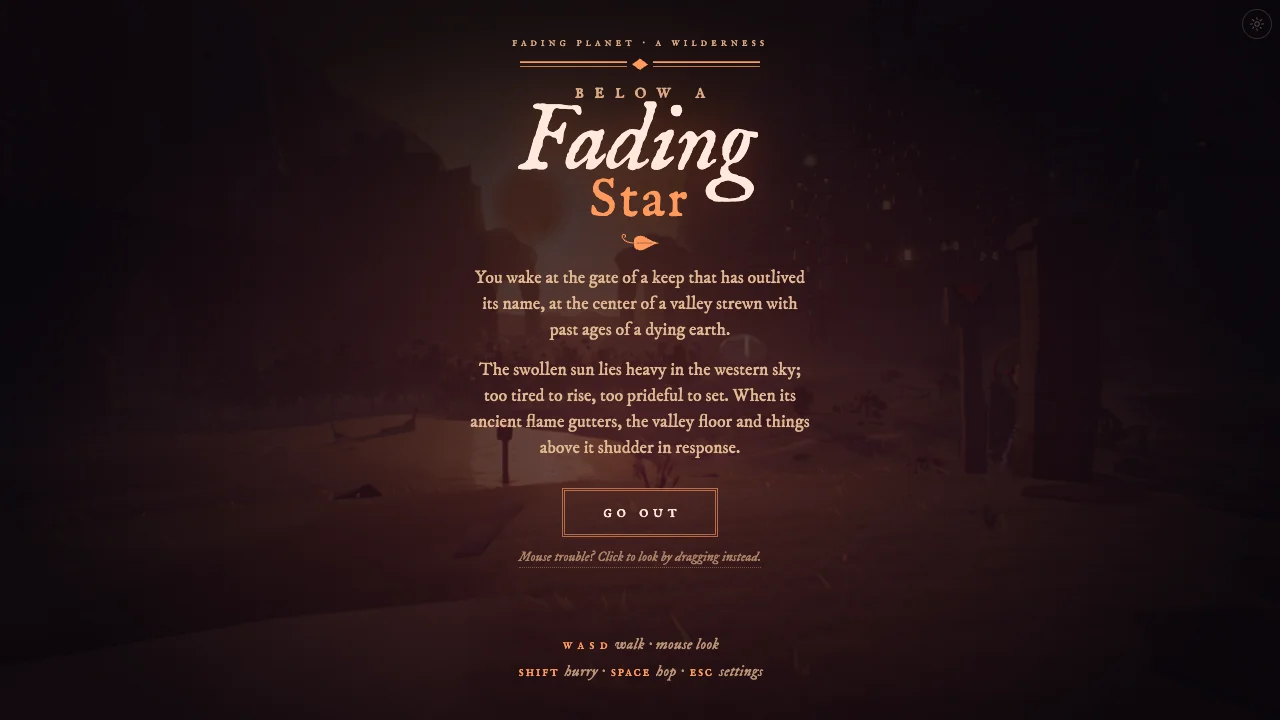 FADING PLANET · A WILDERNESS
BELOW A
Fading
Star
You wake at the gate of a keep that has outlived
its name, at the center of a valley strewn with
past ages of a dying earth.
The swollen sun lies heavy in the western sky;
too tired to rise, too prideful to set. When its
ancient flame gutters, the valley floor and things
above it shudder in response.
GO OUT
Mouse trouble? Click to look by dragging instead.
WASD walk · mouse look
SHIFT hurry · SPACE hop · ESC settings